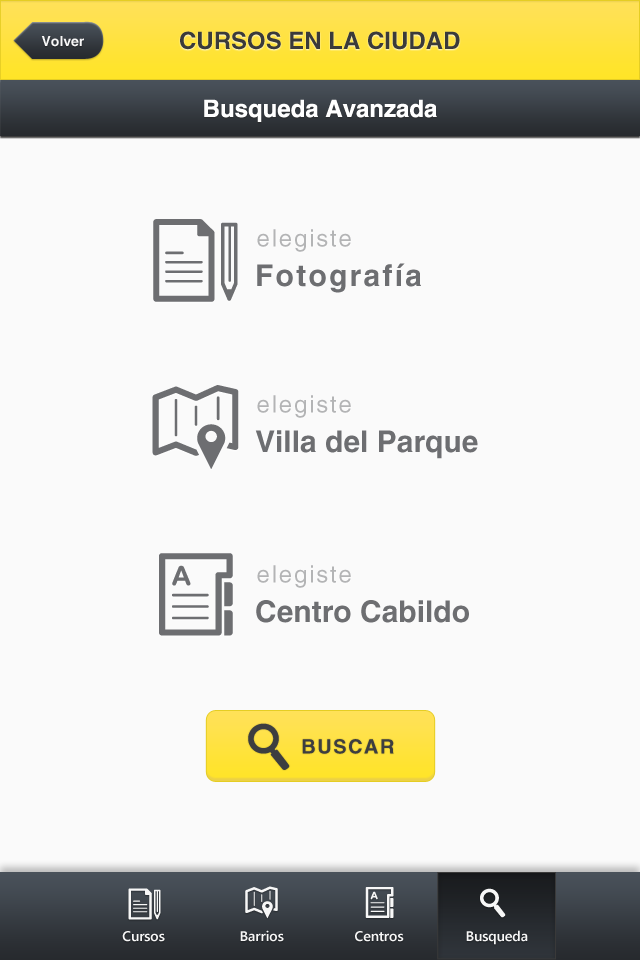 Volver
CURSOS EN LA CIUDAD
Busqueda Avanzada
elegiste
Fotografía
elegiste
Villa del Parque
A
elegiste
Centro Cabildo
BUSCAR
A
Cursos
Barrios
Centros
Busqueda